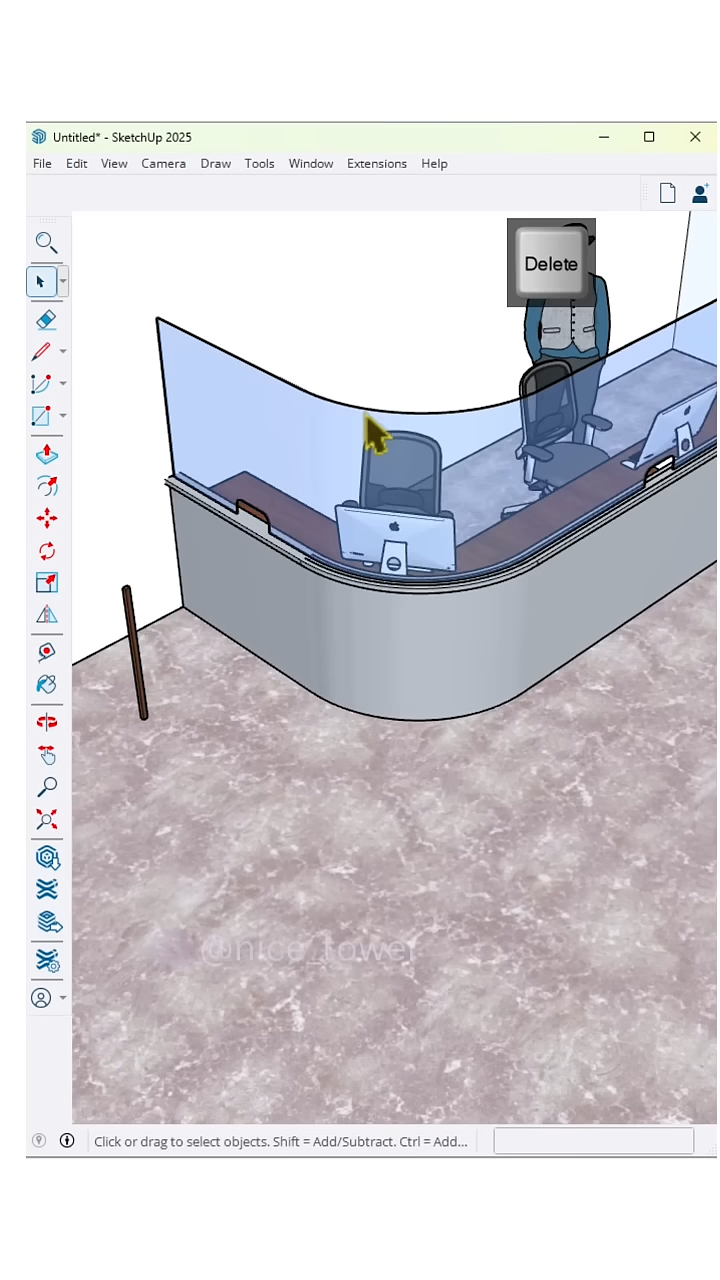 Untitled* - SketchUp 2025
File Edit View Camera Draw Tools Window Extensions Help
Delete
@nice_tower
Click or drag to select objects. Shift = Add/Subtract. Ctrl = Add...